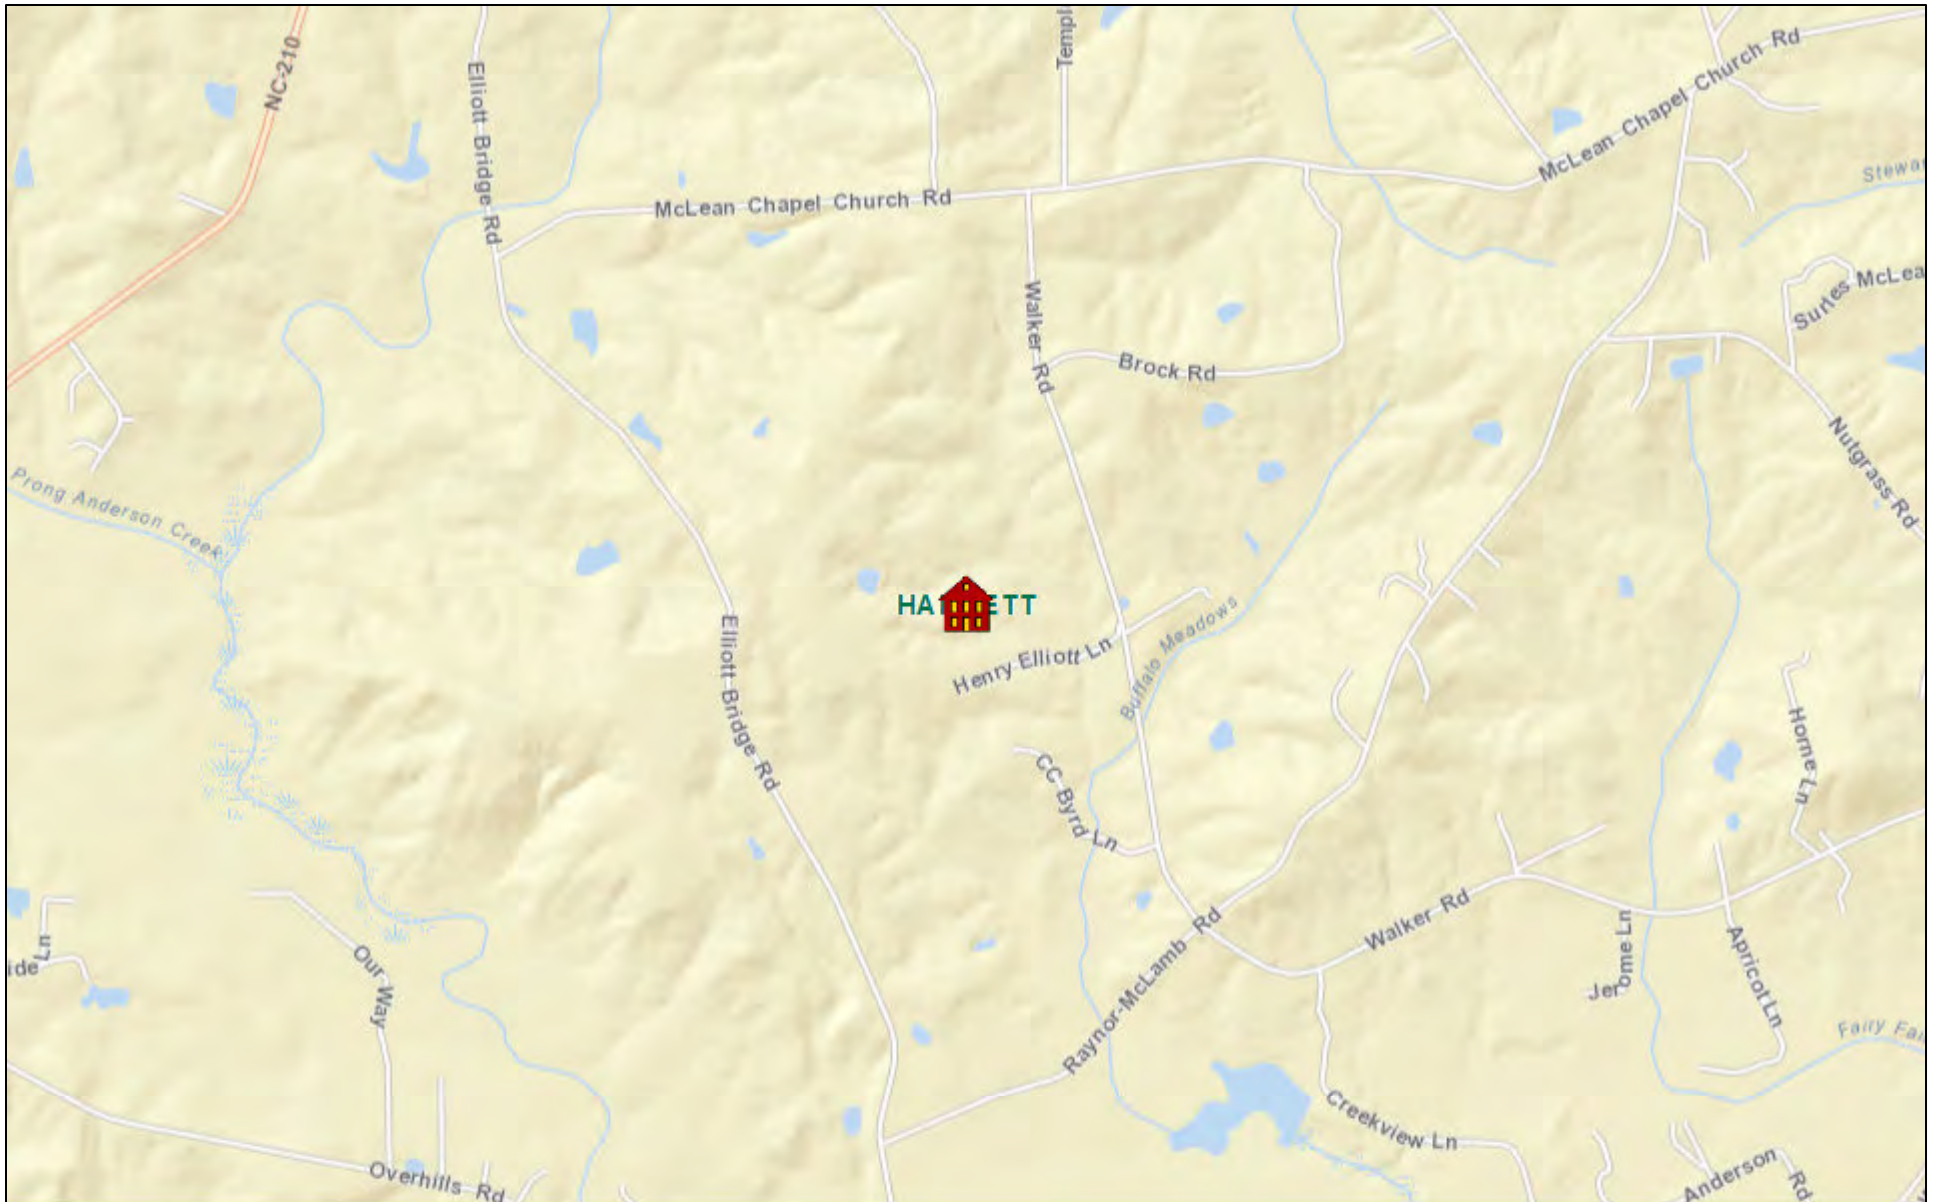 NC-210
Elliott Bridge Rd
McLean Chapel Church Rd
McLean Chapel Church Rd
Walker Rd
Brock Rd
McLea
Nutgrass Rd
Prong Anderson Creek
Henry Elliott Ln
Buffalo Meadows
Elliott Bridge Rd
CC Byrd Ln
Horne Ln
Walker Rd
Raynor-McLamb Rd
Jerome Ln
Apricot Ln
ide Ln
Our Way
Creekview Ln
Overhills Rd
Anderson Rd